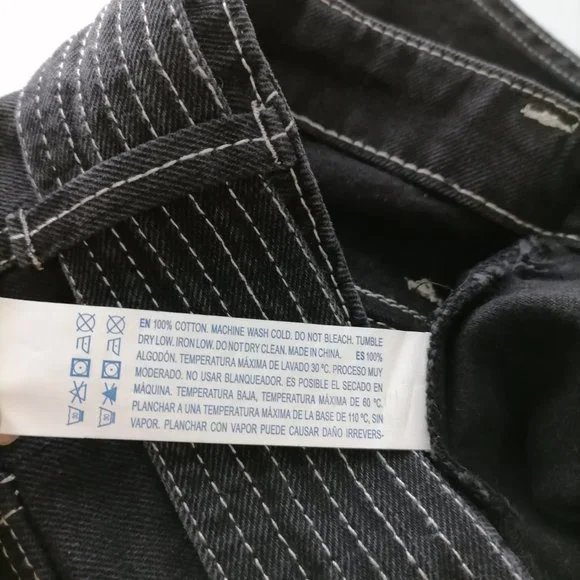 EN 100% COTTON. MACHINE WASH COLD. DO NOT BLEACH. TUMBLE
DRY LOW. IRON LOW. DO NOT DRY CLEAN. MADE IN CHINA. ES 100%
ALGODÓN. TEMPERATURA MÁXIMA DE LAVADO 30 ºC. PROCESO MUY
MODERADO. NO USAR BLANQUEADOR. ES POSIBLE EL SECADO EN
MÁQUINA. TEMPERATURA BAJA, TEMPERATURA MÁXIMA DE 60 ºC.
PLANCHAR A UNA TEMPERATURA MÁXIMA DE LA BASE DE 110 ºC, SIN
VAPOR. PLANCHAR CON VAPOR PUEDE CAUSAR DAÑO IRREVERS-